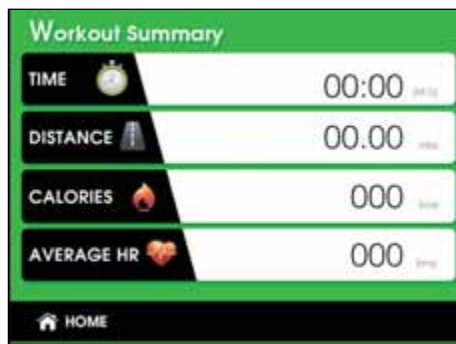 Workout Summary
TIME 00:00
DISTANCE 00.00
CALORIES 000
AVERAGE HR 000
HOME